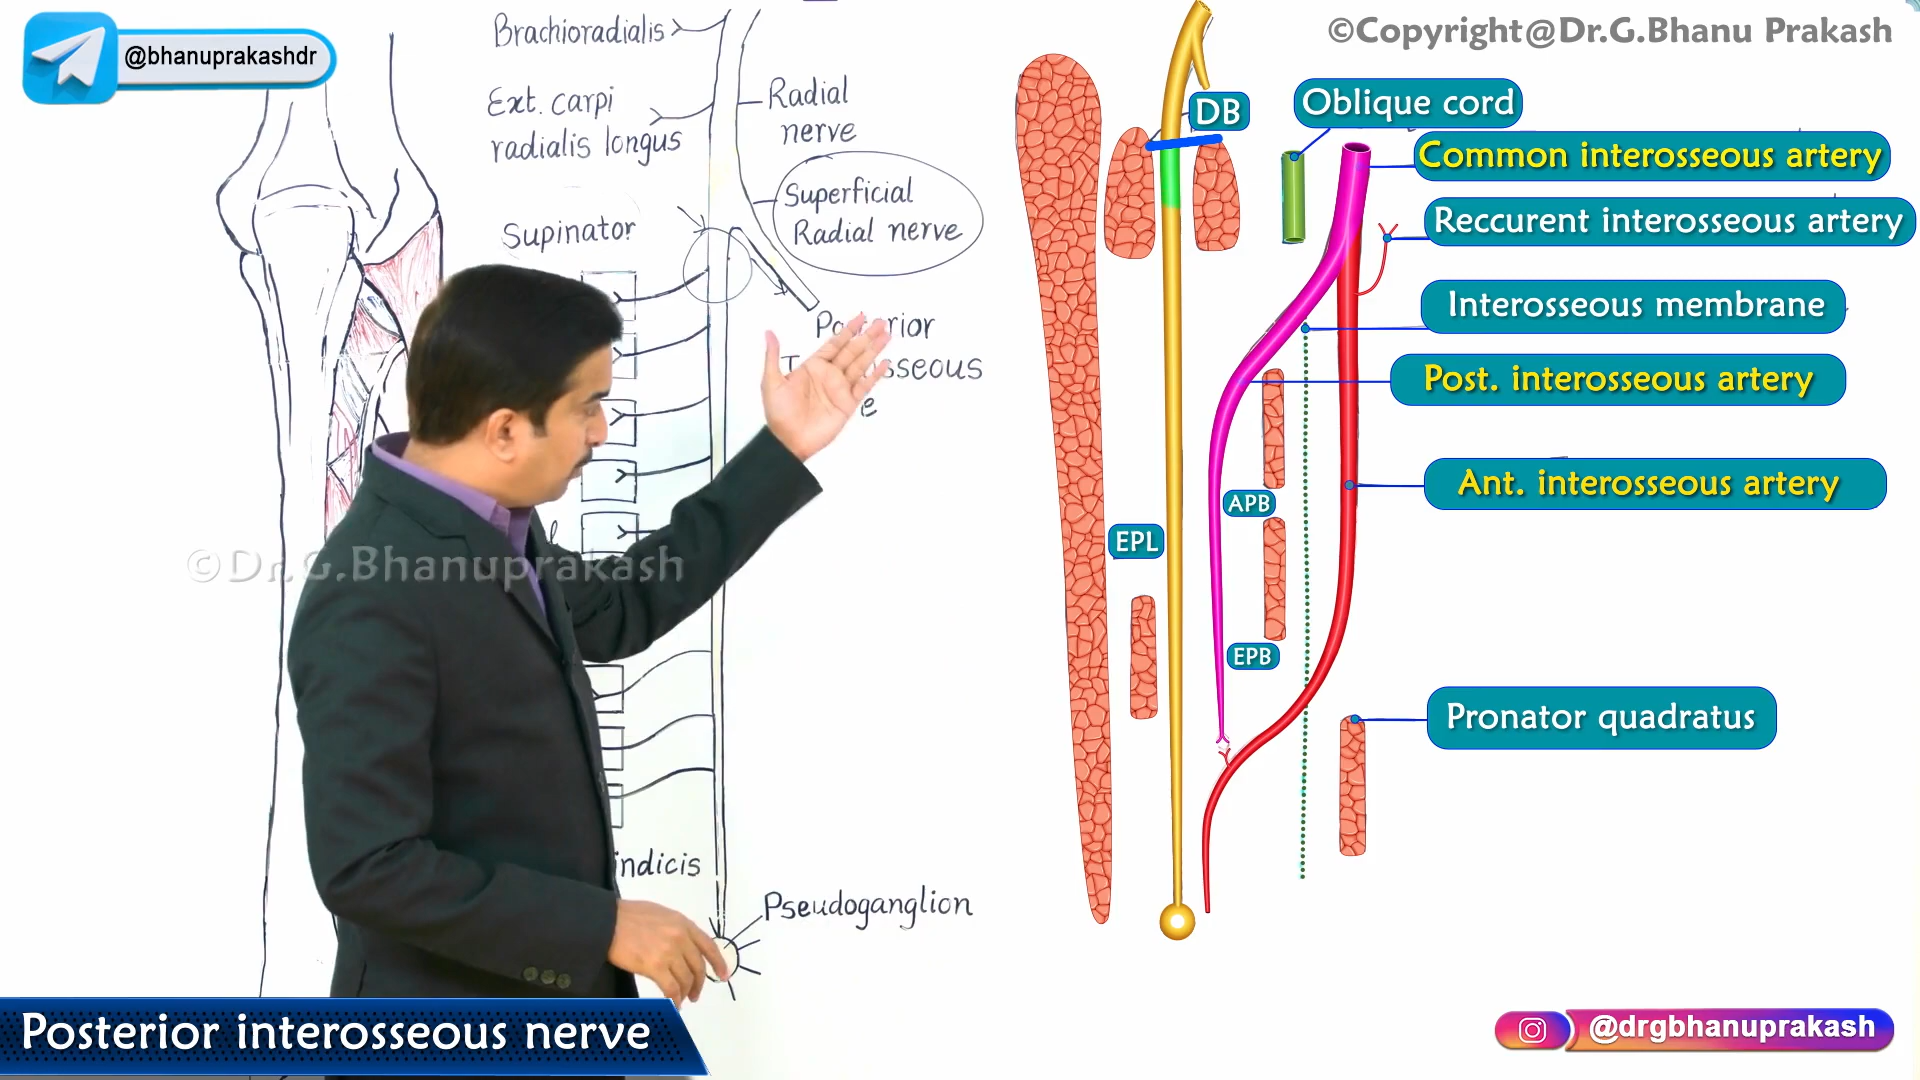 @bhanuprakashdr
©Copyright@Dr.G.Bhanu Prakash
Brachioradialis
Ext. carpi
radialis longus
Radial
nerve
Superficial
Radial nerve
Supinator
DB
Oblique cord
Common interosseous artery
Reccurent interosseous artery
Interosseous membrane
Post. interosseous artery
Ant. interosseous artery
APB
EPL
EPB
Pronator quadratus
©Dr.G.Bhanuprakash
indicis
Pseudoganglion
Posterior interosseous nerve
@drgbhanuprakash